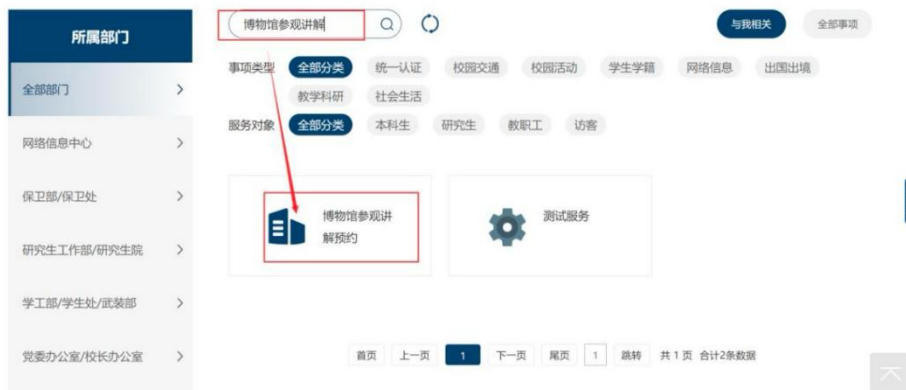 所属部门
全部部门
网络信息中心
保卫部/保卫处
研究生工作部/研究生院
学工部/学生处/武装部
党委办公室/校长办公室
博物馆参观讲解
与我相关 全部事项
事项类型 全部分类 统一认证 校园交通 校园活动 学生学籍 网络信息 出国出境
教学科研 社会生活
服务对象 全部分类 本科生 研究生 教职工 访客
博物馆参观讲
解预约
测试服务
首页 上一页 1 下一页 尾页 1 跳转 共 1 页 合计2条数据